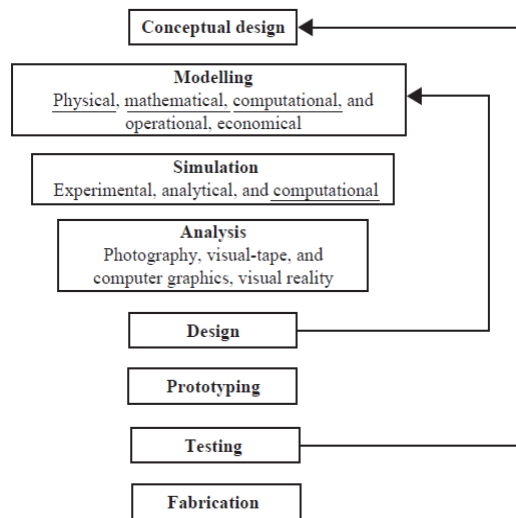 Conceptual design
Modelling
Physical, mathematical, computational, and
operational, economical
Simulation
Experimental, analytical, and computational
Analysis
Photography, visual-tape, and
computer graphics, visual reality
Design
Prototyping
Testing
Fabrication